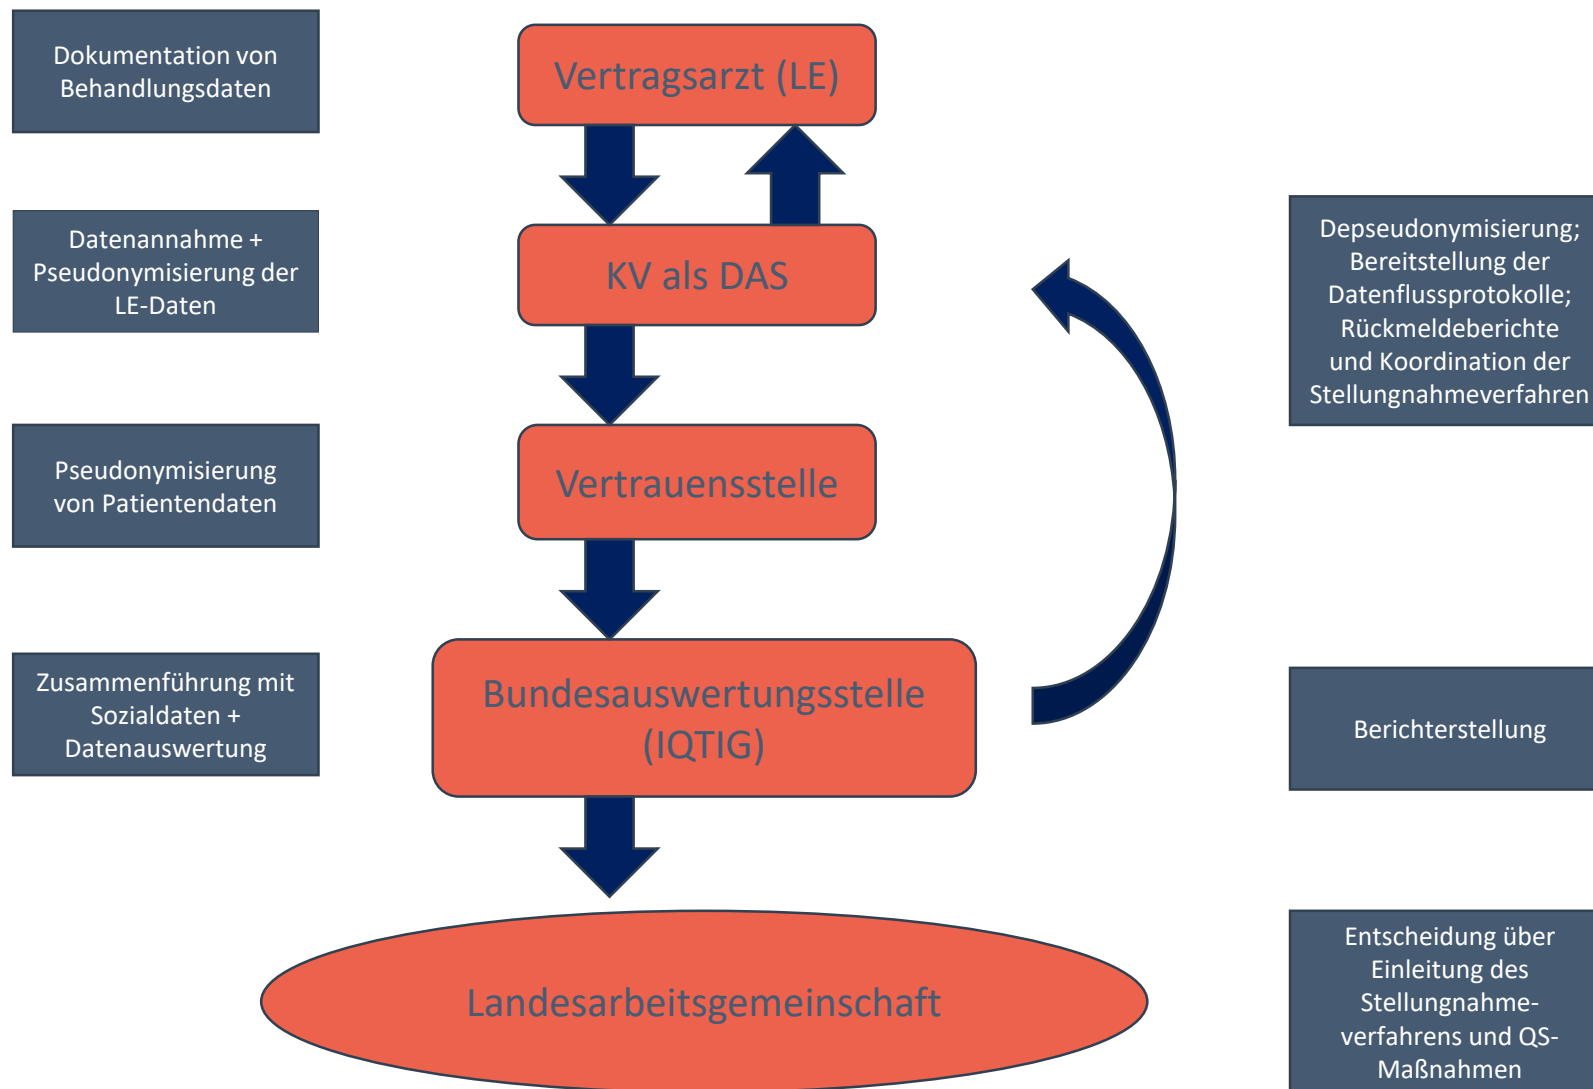 Dokumentation von
Behandlungsdaten
Vertragsarzt (LE)
Datenannahme +
Pseudonymisierung der
LE-Daten
KV als DAS
Depseudonymisierung;
Bereitstellung der
Datenflussprotokolle;
Rückmeldeberichte
und Koordination der
Stellungnahmeverfahren
Pseudonymisierung
von Patientendaten
Vertrauensstelle
Zusammenführung mit
Sozialdaten +
Datenauswertung
Bundesauswertungsstelle
(IQTIG)
Berichterstellung
Landesarbeitsgemeinschaft
Entscheidung über
Einleitung des
Stellungnahme-
verfahrens und QS-
Maßnahmen